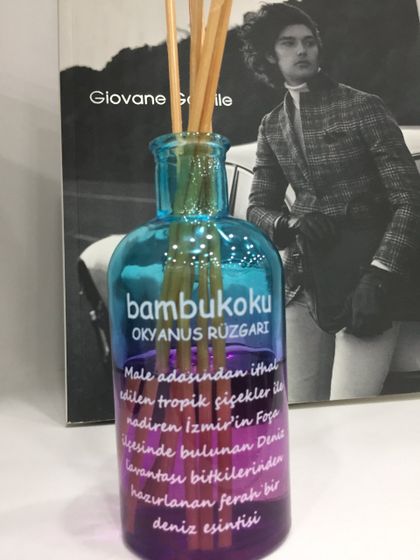 Giovane Gentile
bambukoku
OKYANUS RÜZGARI
Male adasından ithal
edilen tropik çiçekler ile
nadiren İzmir'in Foça
ilçesinde bulunan Deniz
lavantası bitkilerinden
hazırlanan ferah bir
deniz esintisi